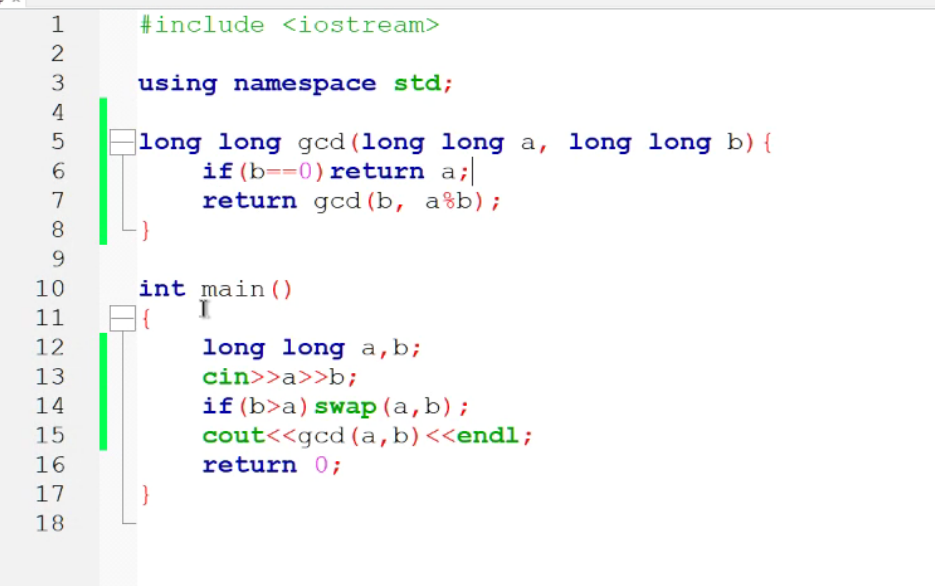 1 #include <iostream>
2
3 using namespace std;
4
5 long long gcd(long long a, long long b){
6 if(b==0)return a;
7 return gcd(b, a%b);
8 }
9
10 int main()
11 {
12 long long a,b;
13 cin>>a>>b;
14 if(b>a)swap(a,b);
15 cout<<gcd(a,b)<<endl;
16 return 0;
17 }
18